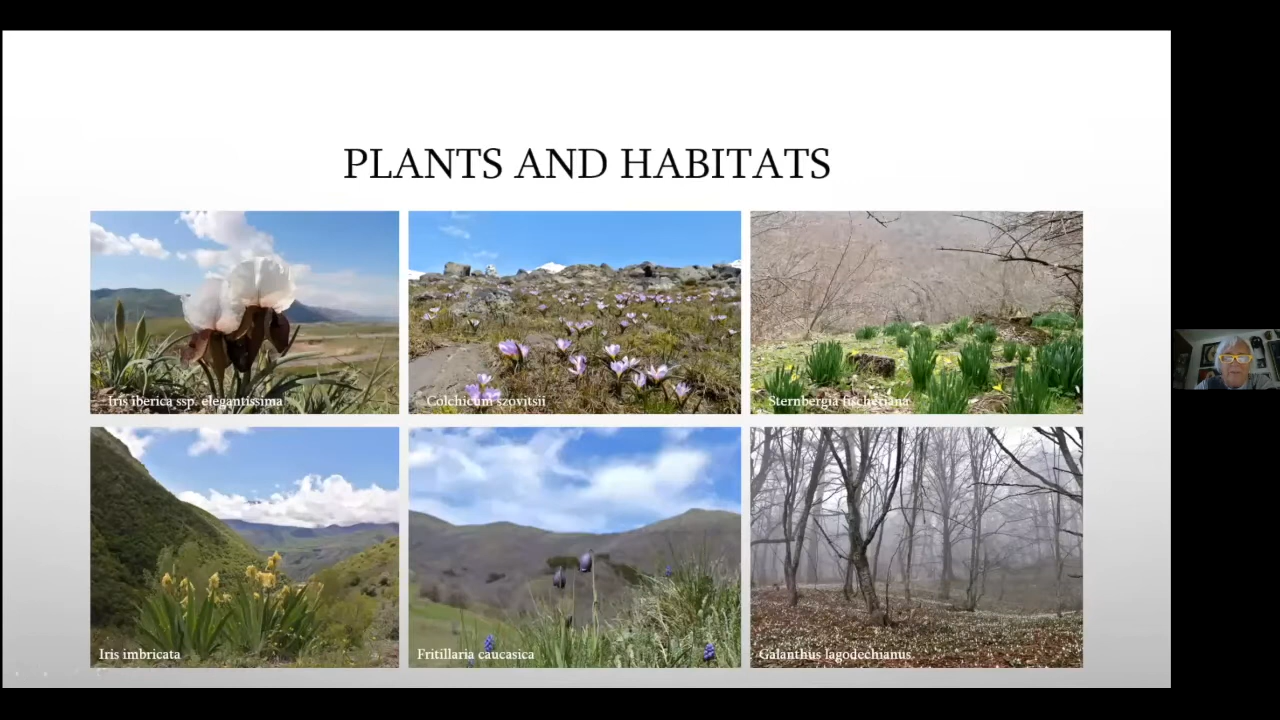 PLANTS AND HABITATS
Iris iberica ssp. elegantissima
Colchicum szovitsii
Sternbergia fischeriana
Iris imbricata
Fritillaria caucasica
Galanthus lagodechianus